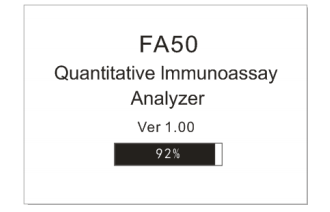 FA50
Quantitative Immunoassay
Analyzer
Ver 1.00
92%